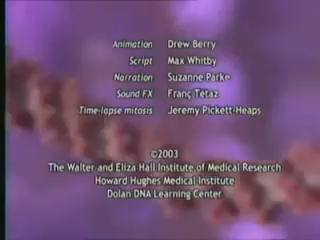 Animation Drew Berry
Script Max Whitby
Narration Suzanne Parke
Sound FX Franç Tétaz
Time-lapse mitosis Jeremy Pickett-Heaps
©2003
The Walter and Eliza Hall Institute of Medical Research
Howard Hughes Medical Institute
Dolan DNA Learning Center